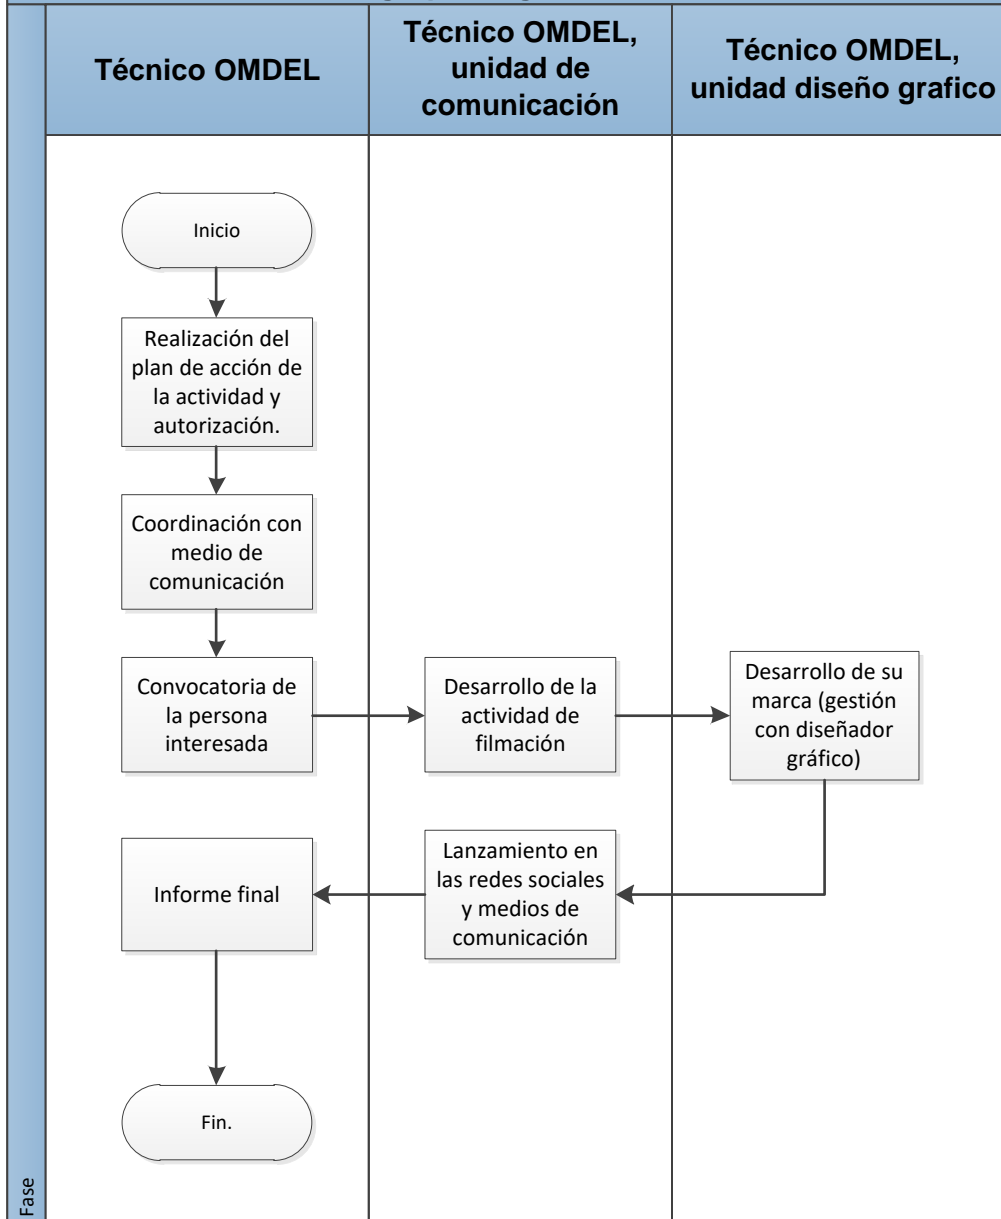 Técnico OMDEL
Técnico OMDEL,
unidad de
comunicación
Técnico OMDEL,
unidad diseño grafico
Inicio
Realización del
plan de acción de
la actividad y
autorización.
Coordinación con
medio de
comunicación
Convocatoria de
la persona
interesada
Desarrollo de la
actividad de
filmación
Desarrollo de su
marca (gestión
con diseñador
gráfico)
Lanzamiento en
las redes sociales
y medios de
comunicación
Informe final
Fin.
Fase